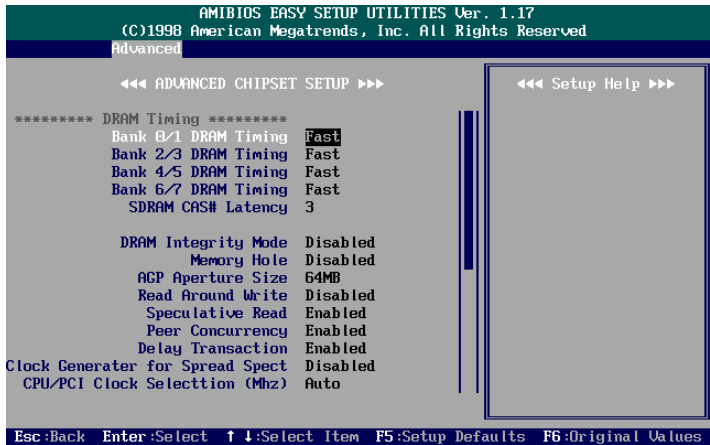 AMIBIOS EASY SETUP UTILITIES Ver. 1.17
(C)1998 American Megatrends, Inc. All Rights Reserved
Advanced
◄◄◄ ADVANCED CHIPSET SETUP ►►►
◄◄◄ Setup Help ►►►
********* DRAM Timing *********
Bank 0/1 DRAM Timing Fast
Bank 2/3 DRAM Timing Fast
Bank 4/5 DRAM Timing Fast
Bank 6/7 DRAM Timing Fast
SDRAM CAS# Latency 3
DRAM Integrity Mode Disabled
Memory Hole Disabled
AGP Aperture Size 64MB
Read Around Write Disabled
Speculative Read Enabled
Peer Concurrency Enabled
Delay Transaction Enabled
Clock Generater for Spread Spect Disabled
CPU/PCI Clock Selecttion (Mhz) Auto
Esc:Back Enter:Select ↑ ↓:Select Item F5:Setup Defaults F6:Original Values